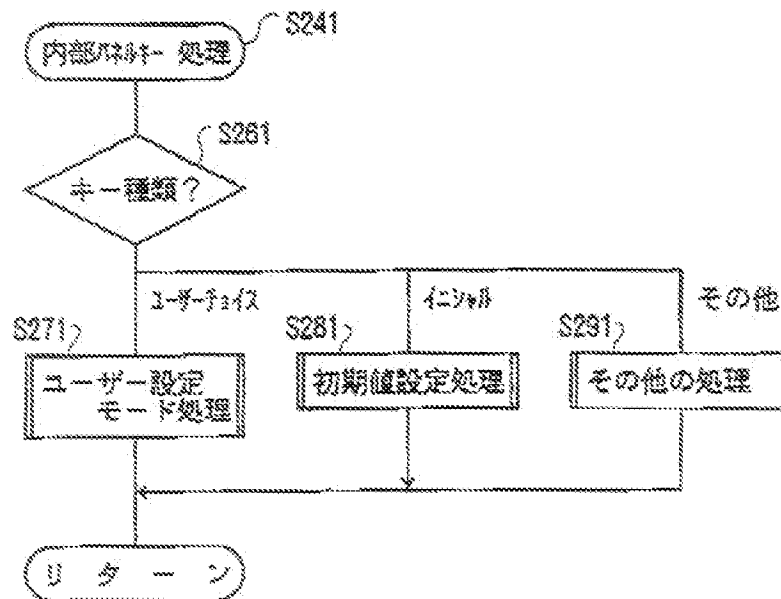 内部ﾊﾟﾈﾙｷｰ 処理
S241
S261
キー種類？
ﾕｰｻﾞｰﾁｮｲｽ
ｲﾆｼｬﾙ
その他
S271
S281
S291
ユーザー設定
モード処理
初期値設定処理
その他の処理
リターン